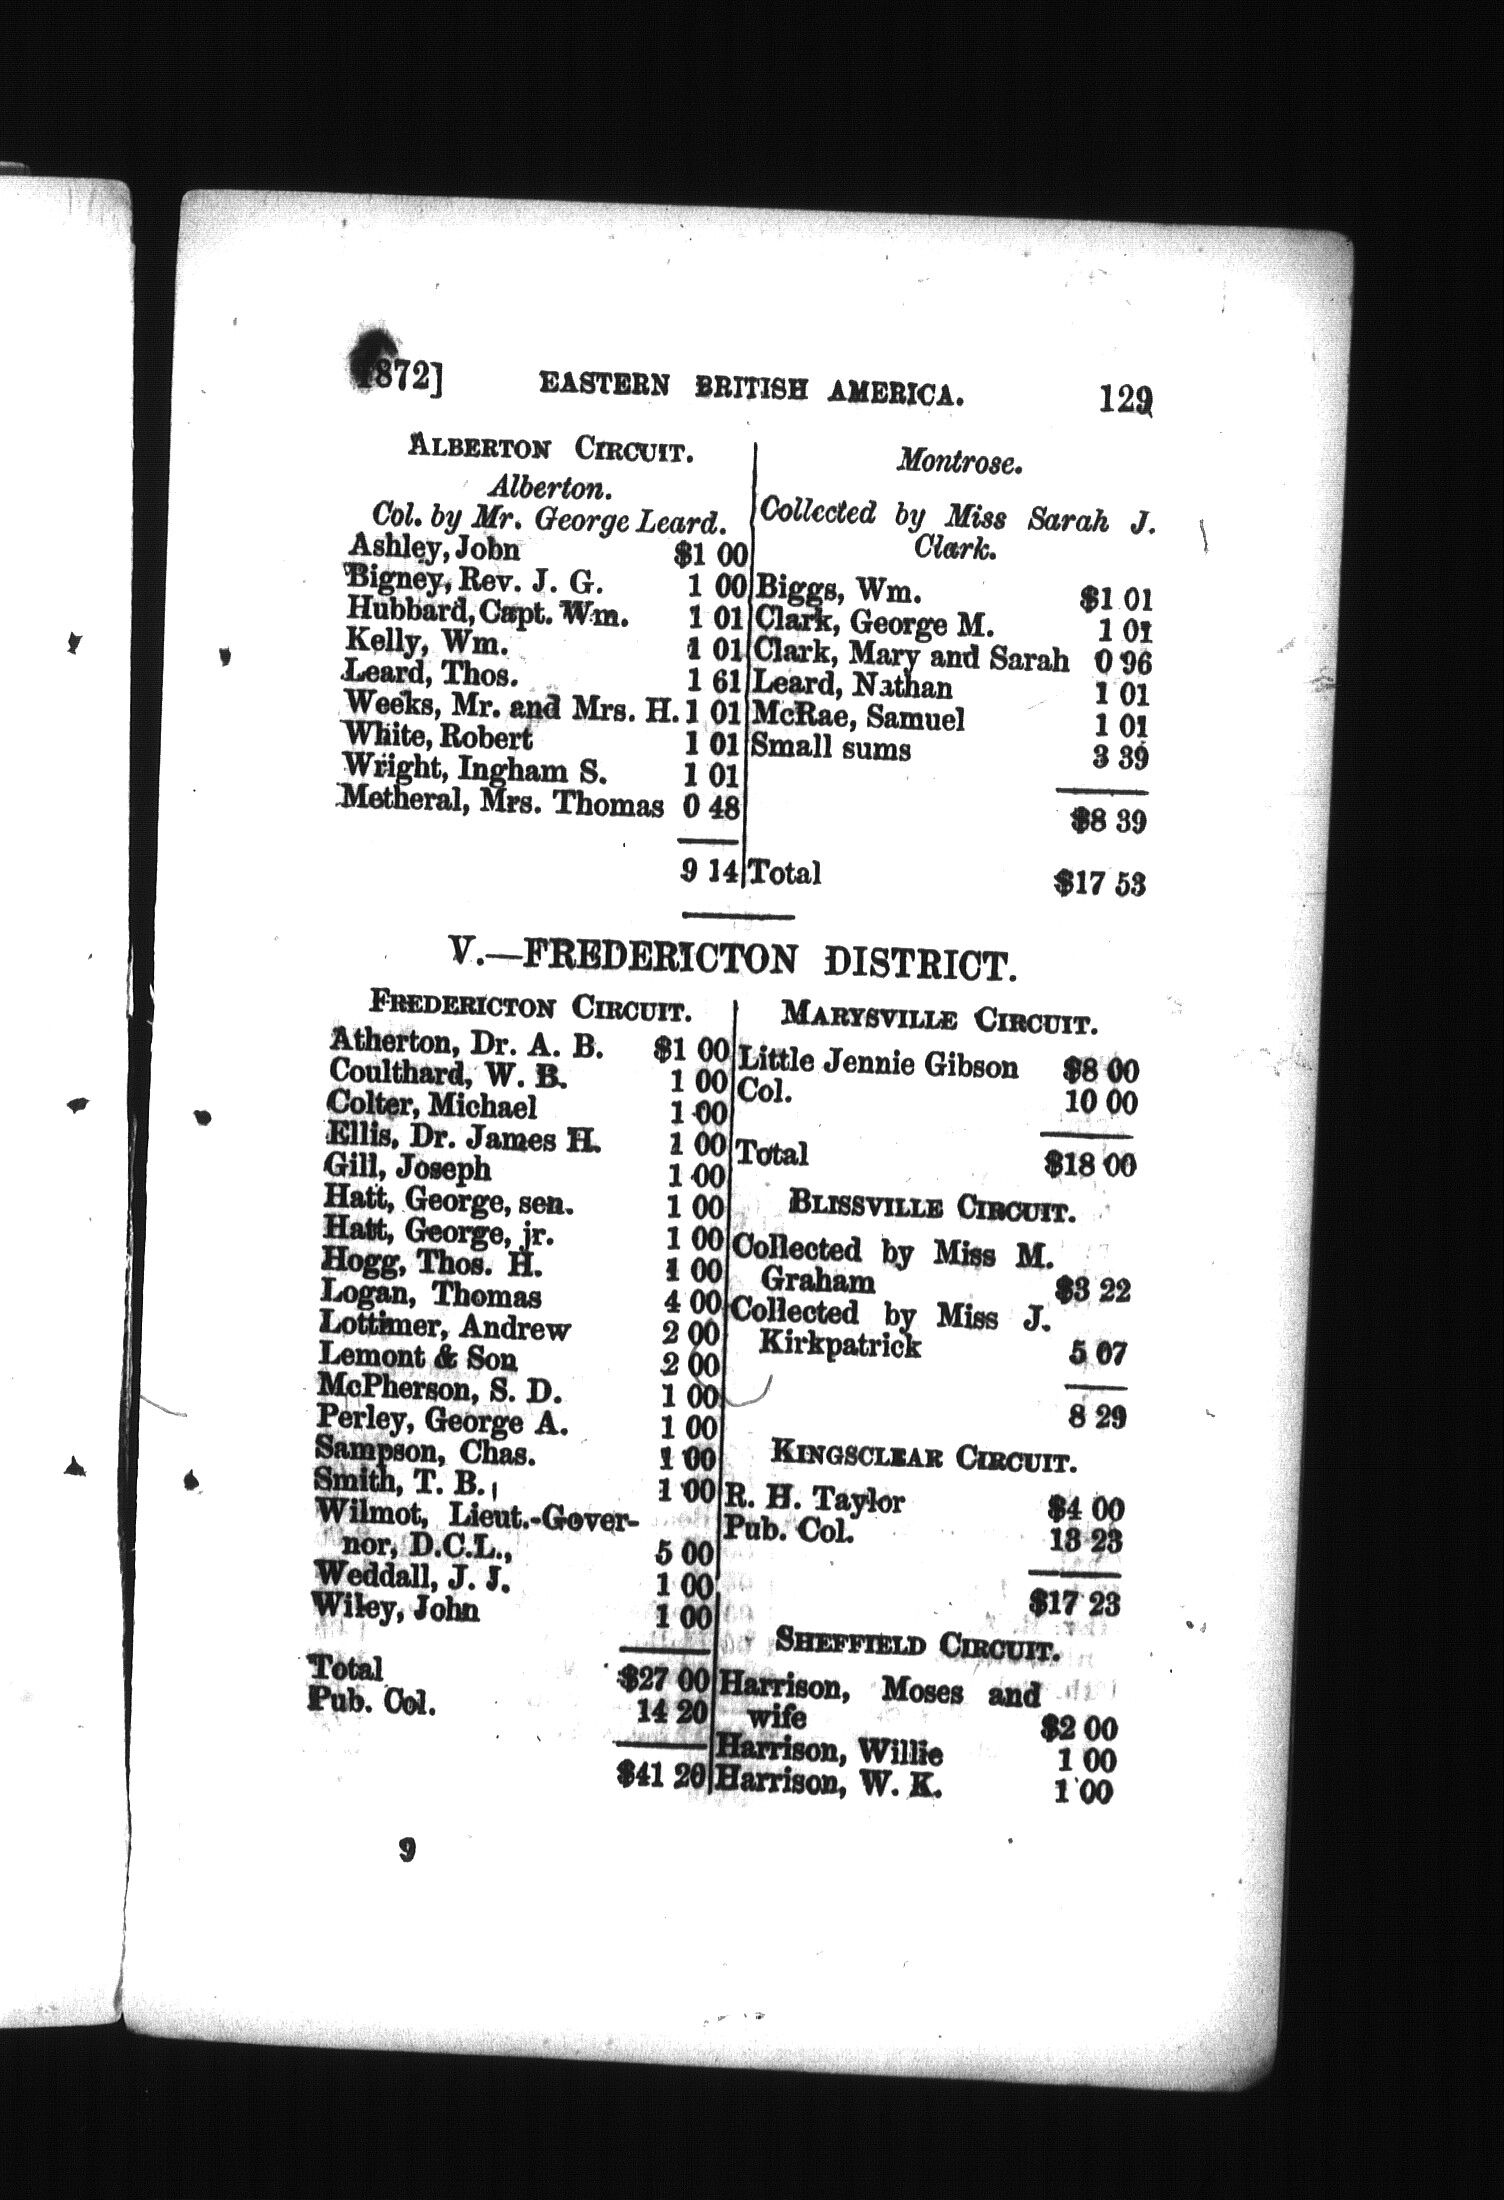 1872] EASTERN BRITISH AMERICA. 129
ALBERTON CIRCUIT.
Alberton.
Col. by Mr. George Leard.
Ashley, John $1 00
Bigney, Rev. J. G. 1 00
Hubbard, Capt. Wm. 1 01
Kelly, Wm. 1 01
Leard, Thos. 1 61
Weeks, Mr. and Mrs. H. 1 01
White, Robert 1 01
Wright, Ingham S. 1 01
Metheral, Mrs. Thomas 0 48
9 14
Montrose.
Collected by Miss Sarah J.
Clark.
Biggs, Wm. $1 01
Clark, George M. 1 01
Clark, Mary and Sarah 0 96
Leard, Nathan 1 01
McRae, Samuel 1 01
Small sums 3 39
$8 39
Total $17 53
V.—FREDERICTON DISTRICT.
FREDERICTON CIRCUIT.
Atherton, Dr. A. B. $1 00
Coulthard, W. B. 1 00
Colter, Michael 1 00
Ellis, Dr. James H. 1 00
Gill, Joseph 1 00
Hatt, George, sen. 1 00
Hatt, George, jr. 1 00
Hogg, Thos. H. 1 00
Logan, Thomas 4 00
Lottimer, Andrew 2 00
Lemont & Son 2 00
McPherson, S. D. 1 00
Perley, George A. 1 00
Sampson, Chas. 1 00
Smith, T. B. 1 00
Wilmot, Lieut.-Gover-
nor, D.C.L., 5 00
Weddall, J. J. 1 00
Wiley, John 1 00
Total $27 00
Pub. Col. 14 20
$41 20
MARYSVILLE CIRCUIT.
Little Jennie Gibson $8 00
Col. 10 00
Total $18 00
BLISSVILLE CIRCUIT.
Collected by Miss M.
Graham $3 22
Collected by Miss J.
Kirkpatrick 5 07
8 29
KINGSCLEAR CIRCUIT.
R. H. Taylor $4 00
Pub. Col. 13 23
$17 23
SHEFFIELD CIRCUIT.
Harrison, Moses and
wife $2 00
Harrison, Willie 1 00
Harrison, W. K. 1 00
9